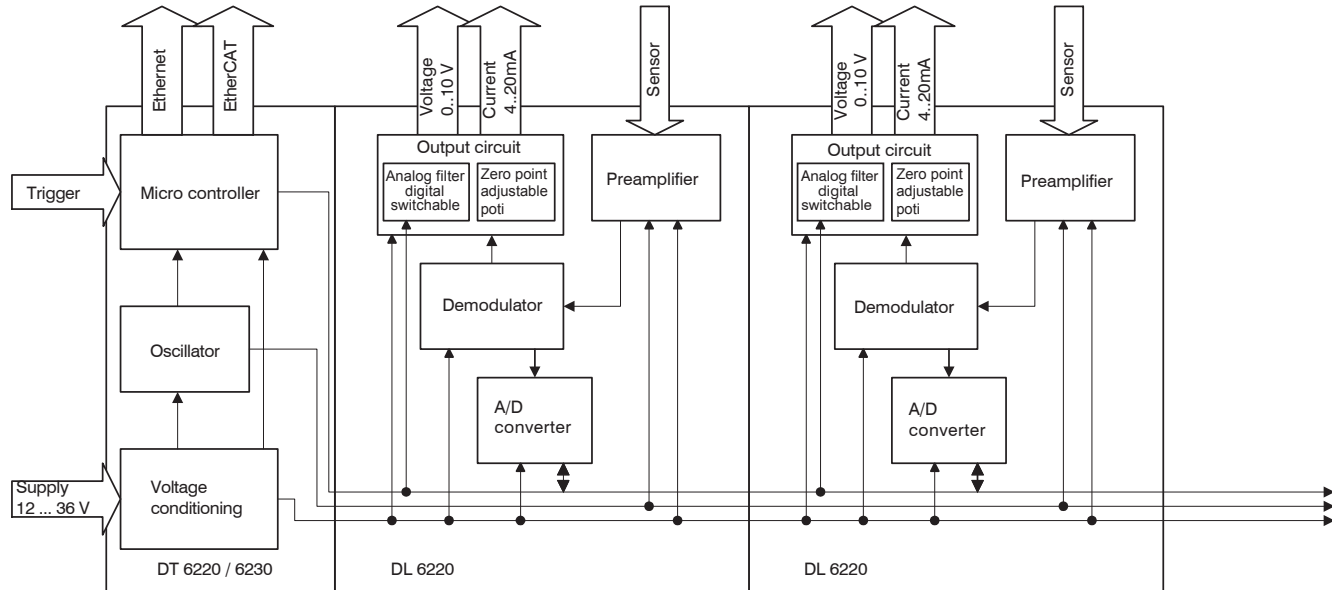 Ethernet
EtherCAT
Trigger
Micro controller
Oscillator
Supply
12 ... 36 V
Voltage
conditioning
DT 6220 / 6230
Voltage
0..10 V
Current
4..20mA
Sensor
Output circuit
Analog filter
digital
switchable
Zero point
adjustable
poti
Preamplifier
Demodulator
A/D
converter
DL 6220
Voltage
0..10 V
Current
4..20mA
Sensor
Output circuit
Analog filter
digital
switchable
Zero point
adjustable
poti
Preamplifier
Demodulator
A/D
converter
DL 6220